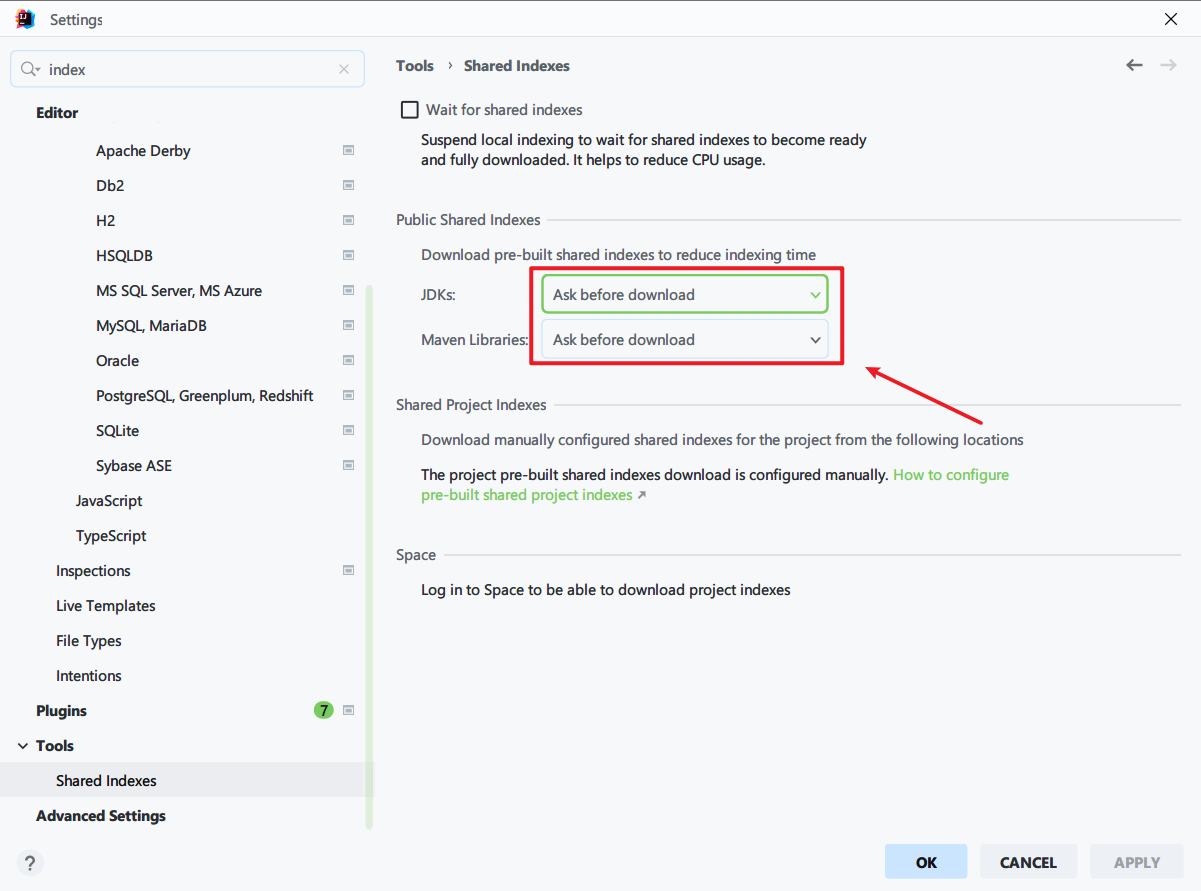 Settings
index
Editor
Apache Derby
Db2
H2
HSQLDB
MS SQL Server, MS Azure
MySQL, MariaDB
Oracle
PostgreSQL, Greenplum, Redshift
SQLite
Sybase ASE
JavaScript
TypeScript
Inspections
Live Templates
File Types
Intentions
Plugins 7
Tools
Shared Indexes
Advanced Settings
?
Tools › Shared Indexes
Wait for shared indexes
Suspend local indexing to wait for shared indexes to become ready
and fully downloaded. It helps to reduce CPU usage.
Public Shared Indexes
Download pre-built shared indexes to reduce indexing time
JDKs: Ask before download
Maven Libraries: Ask before download
Shared Project Indexes
Download manually configured shared indexes for the project from the following locations
The project pre-built shared indexes download is configured manually. How to configure
pre-built shared project indexes ↗
Space
Log in to Space to be able to download project indexes
OK CANCEL APPLY